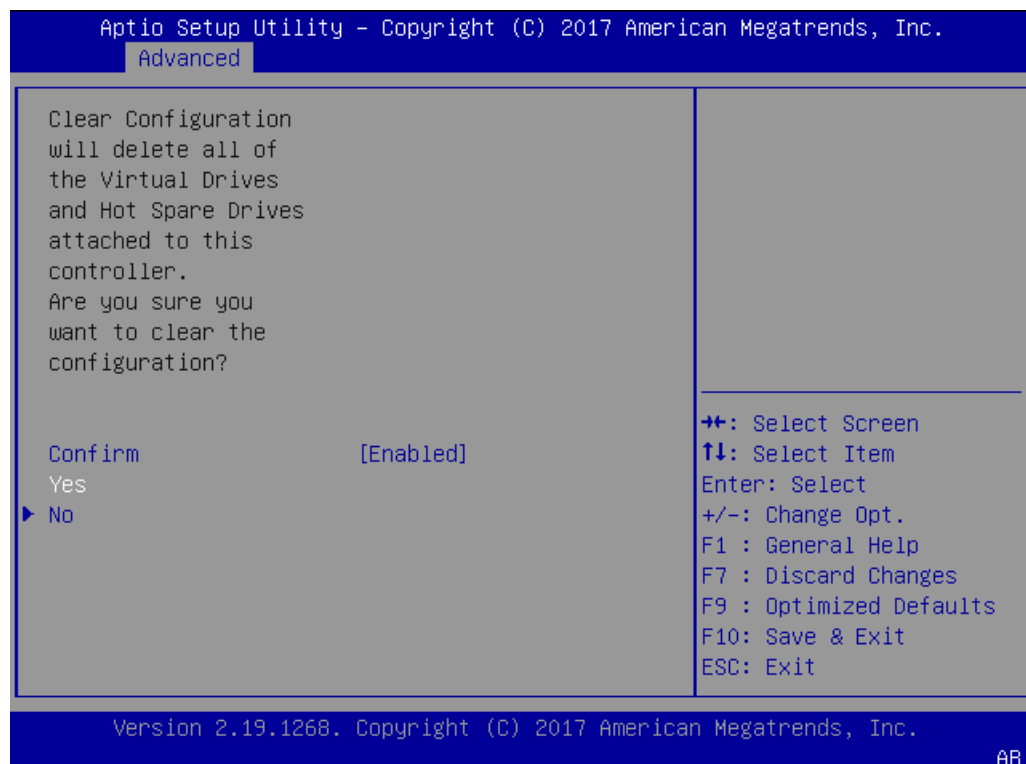 Aptio Setup Utility – Copyright (C) 2017 American Megatrends, Inc.
Advanced
Clear Configuration
will delete all of
the Virtual Drives
and Hot Spare Drives
attached to this
controller.
Are you sure you
want to clear the
configuration?
Confirm [Enabled]
Yes
No
→←: Select Screen
↑↓: Select Item
Enter: Select
+/-: Change Opt.
F1 : General Help
F7 : Discard Changes
F9 : Optimized Defaults
F10: Save & Exit
ESC: Exit
Version 2.19.1268. Copyright (C) 2017 American Megatrends, Inc.
AB